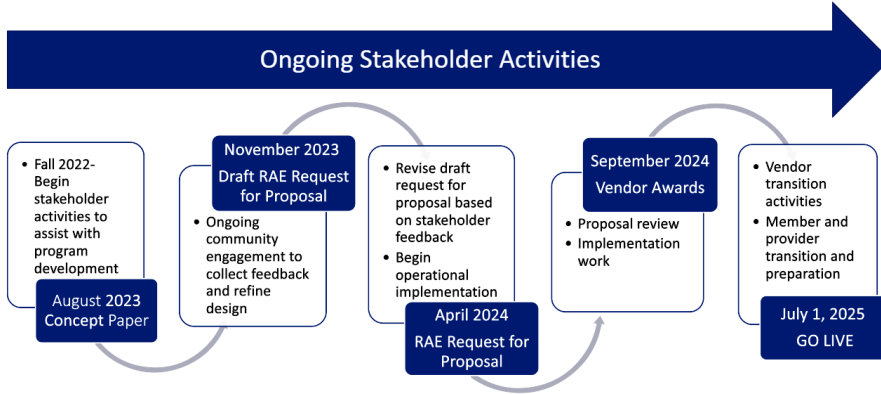 Ongoing Stakeholder Activities
• Fall 2022-
Begin
stakeholder
activities to
assist with
program
development
August 2023
Concept Paper
November 2023
Draft RAE Request
for Proposal
• Ongoing
community
engagement to
collect feedback
and refine
design
• Revise draft
request for
proposal based
on stakeholder
feedback
• Begin
operational
implementation
April 2024
RAE Request for
Proposal
September 2024
Vendor Awards
• Proposal review
• Implementation
work
• Vendor
transition
activities
• Member and
provider
transition and
preparation
July 1, 2025
GO LIVE